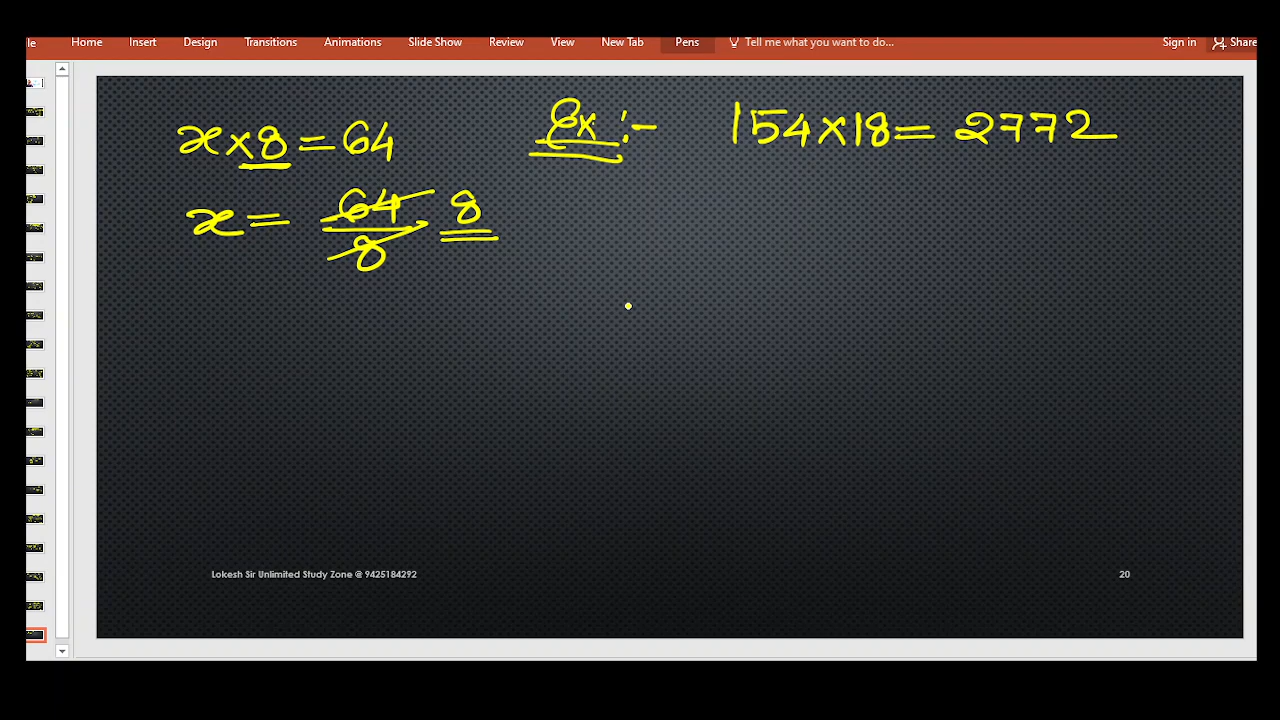 le Home Insert Design Transitions Animations Slide Show Review View New Tab Pens Tell me what you want to do... Sign in Share
x×8=64
x= 64/8 8
Ex:-
154×18= 2772
Lokesh Sir Unlimited Study Zone @ 9425184292
20